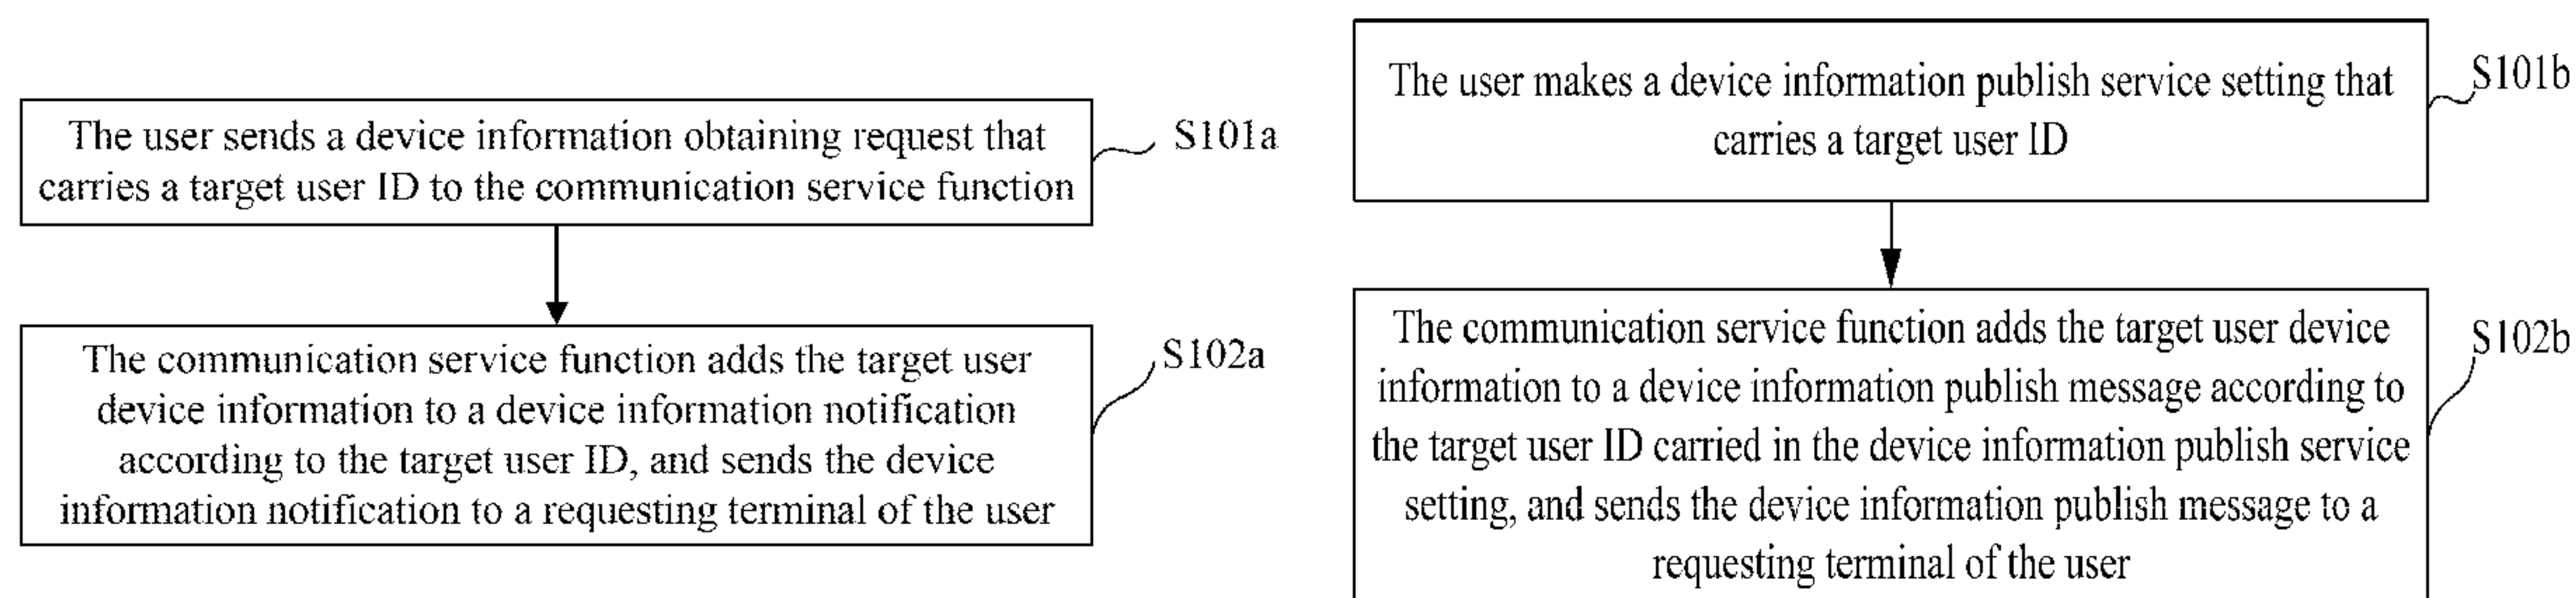 The user sends a device information obtaining request that
carries a target user ID to the communication service function
S101a
The communication service function adds the target user
device information to a device information notification
according to the target user ID, and sends the device
information notification to a requesting terminal of the user
S102a
The user makes a device information publish service setting that
carries a target user ID
S101b
The communication service function adds the target user device
information to a device information publish message according to
the target user ID carried in the device information publish service
setting, and sends the device information publish message to a
requesting terminal of the user
S102b